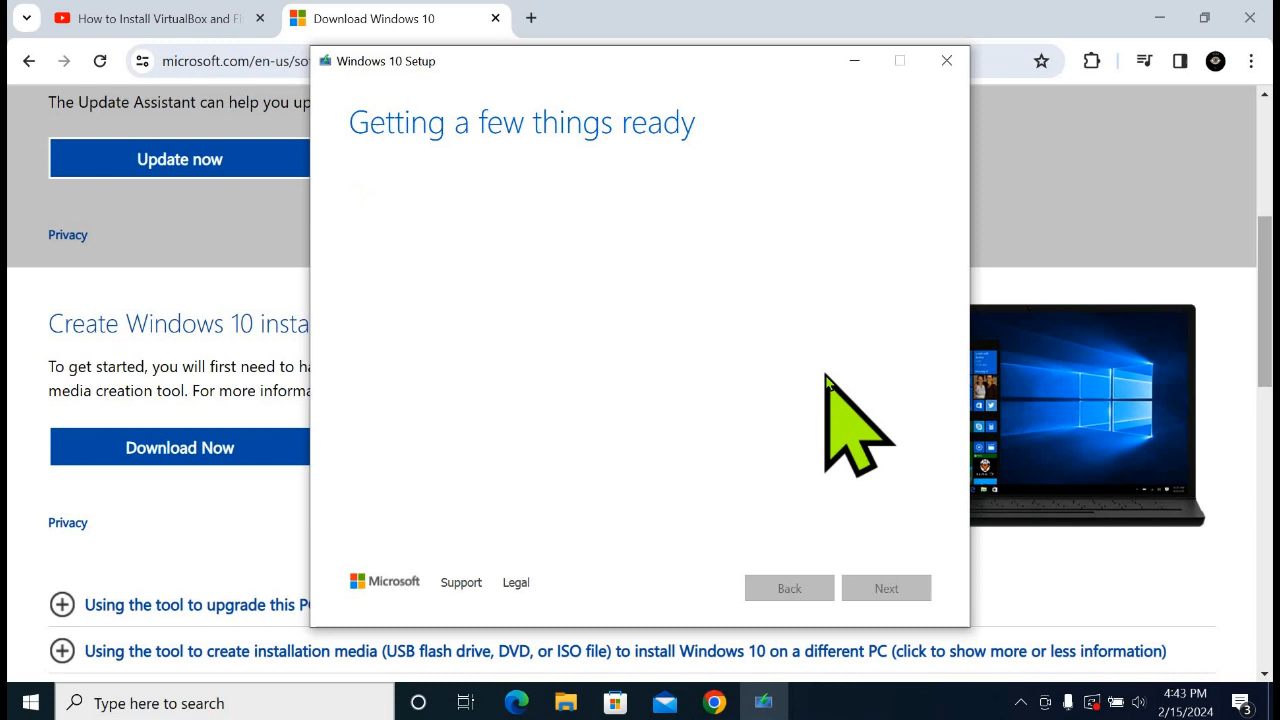 How to Install VirtualBox and Fi
Download Windows 10
microsoft.com/en-us/so
Windows 10 Setup
The Update Assistant can help you up
Getting a few things ready
Update now
Privacy
Create Windows 10 insta
To get started, you will first need to ha
media creation tool. For more informa
Download Now
Privacy
Microsoft
Support
Legal
Back
Next
Using the tool to upgrade this P
Using the tool to create installation media (USB flash drive, DVD, or ISO file) to install Windows 10 on a different PC (click to show more or less information)
Type here to search
4:43 PM
2/15/2024
3